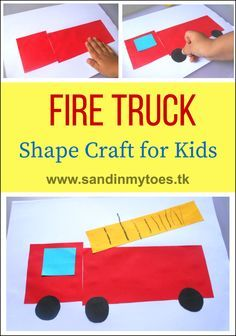 FIRE TRUCK
Shape Craft for Kids
www.sandinmytoes.tk